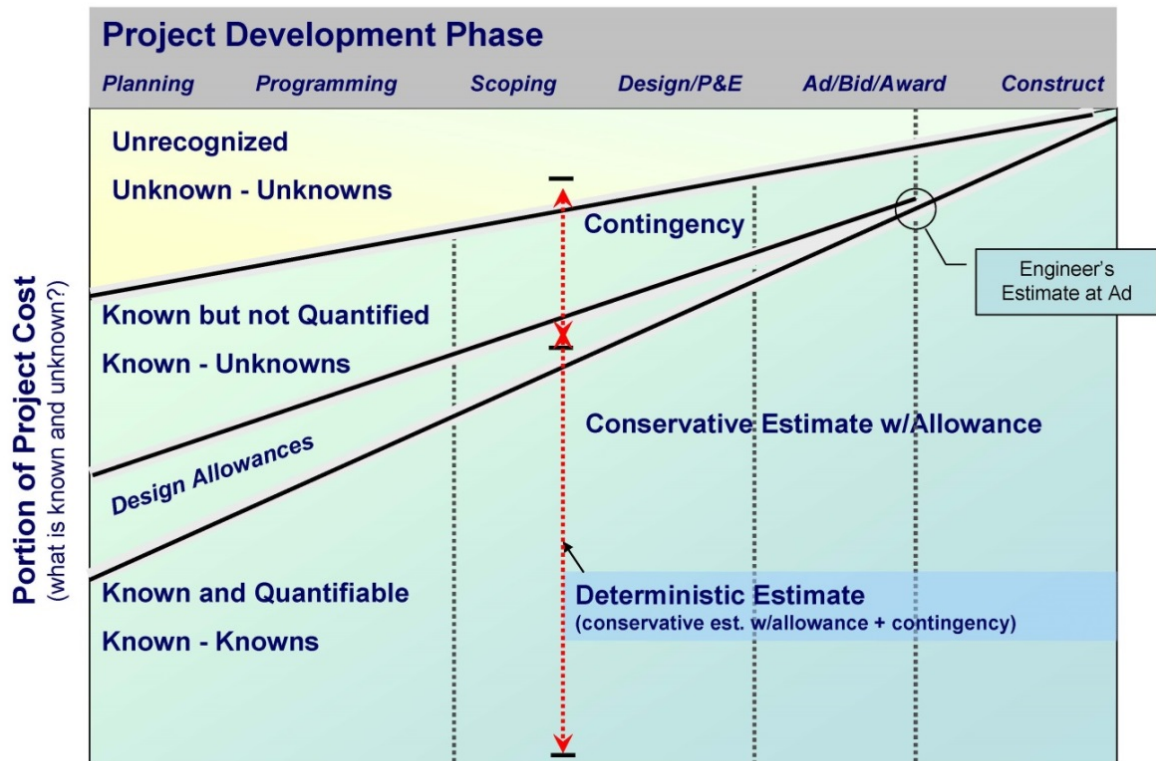 Project Development Phase
Planning Programming Scoping Design/P&E Ad/Bid/Award Construct
Unrecognized
Unknown - Unknowns
Contingency
Engineer's
Estimate at Ad
Known but not Quantified
Known - Unknowns
Conservative Estimate w/Allowance
Design Allowances
Known and Quantifiable
Known - Knowns
Deterministic Estimate
(conservative est. w/allowance + contingency)
Portion of Project Cost
(what is known and unknown?)